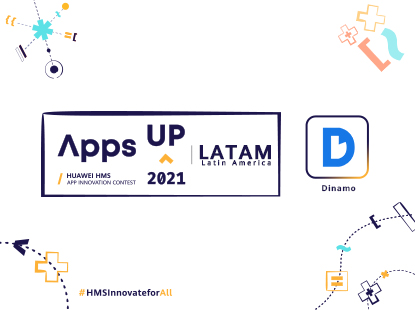 Apps UP
LATAM
Latin America
/ HUAWEI HMS
APP INNOVATION CONTEST
2021
D
Dinamo
#HMSInnovateforAll